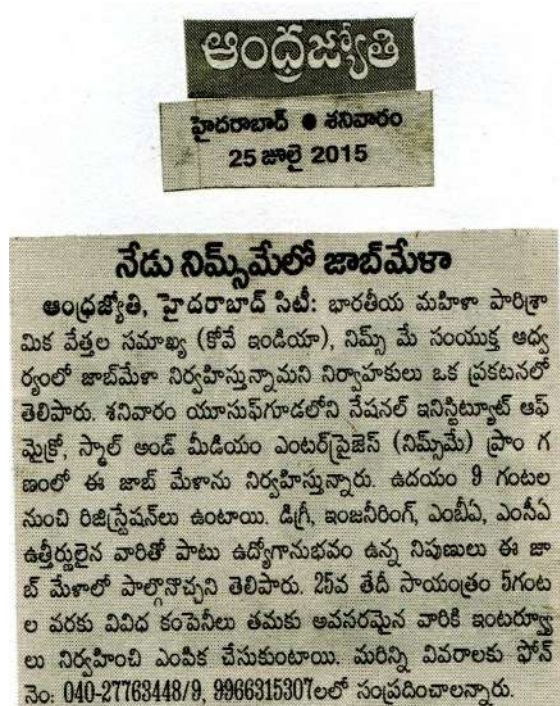 ఆంధ్రజ్యోతి
హైదరాబాద్ ● శనివారం
25 జూలై 2015
నేడు నిమ్స్‌మేలో జాబ్‌మేళా
ఆంధ్రజ్యోతి, హైదరాబాద్ సిటీ: భారతీయ మహిళా పారిశ్రా
మిక వేత్తల సమాఖ్య (కోవే ఇండియా), నిమ్స్ మే సంయుక్త ఆధ్వ
ర్యంలో జాబ్‌మేళా నిర్వహిస్తున్నామని నిర్వాహకులు ఒక ప్రకటనలో
తెలిపారు. శనివారం యూసుఫ్‌గూడలోని నేషనల్ ఇనిస్టిట్యూట్ ఆఫ్
మైక్రో, స్మాల్ అండ్ మీడియం ఎంటర్‌ప్రైజెస్ (నిమ్స్‌మే) ప్రాం గ
ణంలో ఈ జాబ్ మేళాను నిర్వహిస్తున్నారు. ఉదయం 9 గంటల
నుంచి రిజిస్ట్రేషన్‌లు ఉంటాయి. డిగ్రీ, ఇంజనీరింగ్, ఎంబీఏ, ఎంసీఏ
ఉత్తీర్ణులైన వారితో పాటు ఉద్యోగానుభవం ఉన్న నిపుణులు ఈ జా
బ్ మేళాలో పాల్గొనొచ్చని తెలిపారు. 25వ తేదీ సాయంత్రం 5గంట
ల వరకు వివిధ కంపెనీలు తమకు అవసరమైన వారికి ఇంటర్వ్యూ
లు నిర్వహించి ఎంపిక చేసుకుంటాయి. మరిన్ని వివరాలకు ఫోన్
నెం: 040-27763448/9, 9966315307లలో సంప్రదించాలన్నారు.